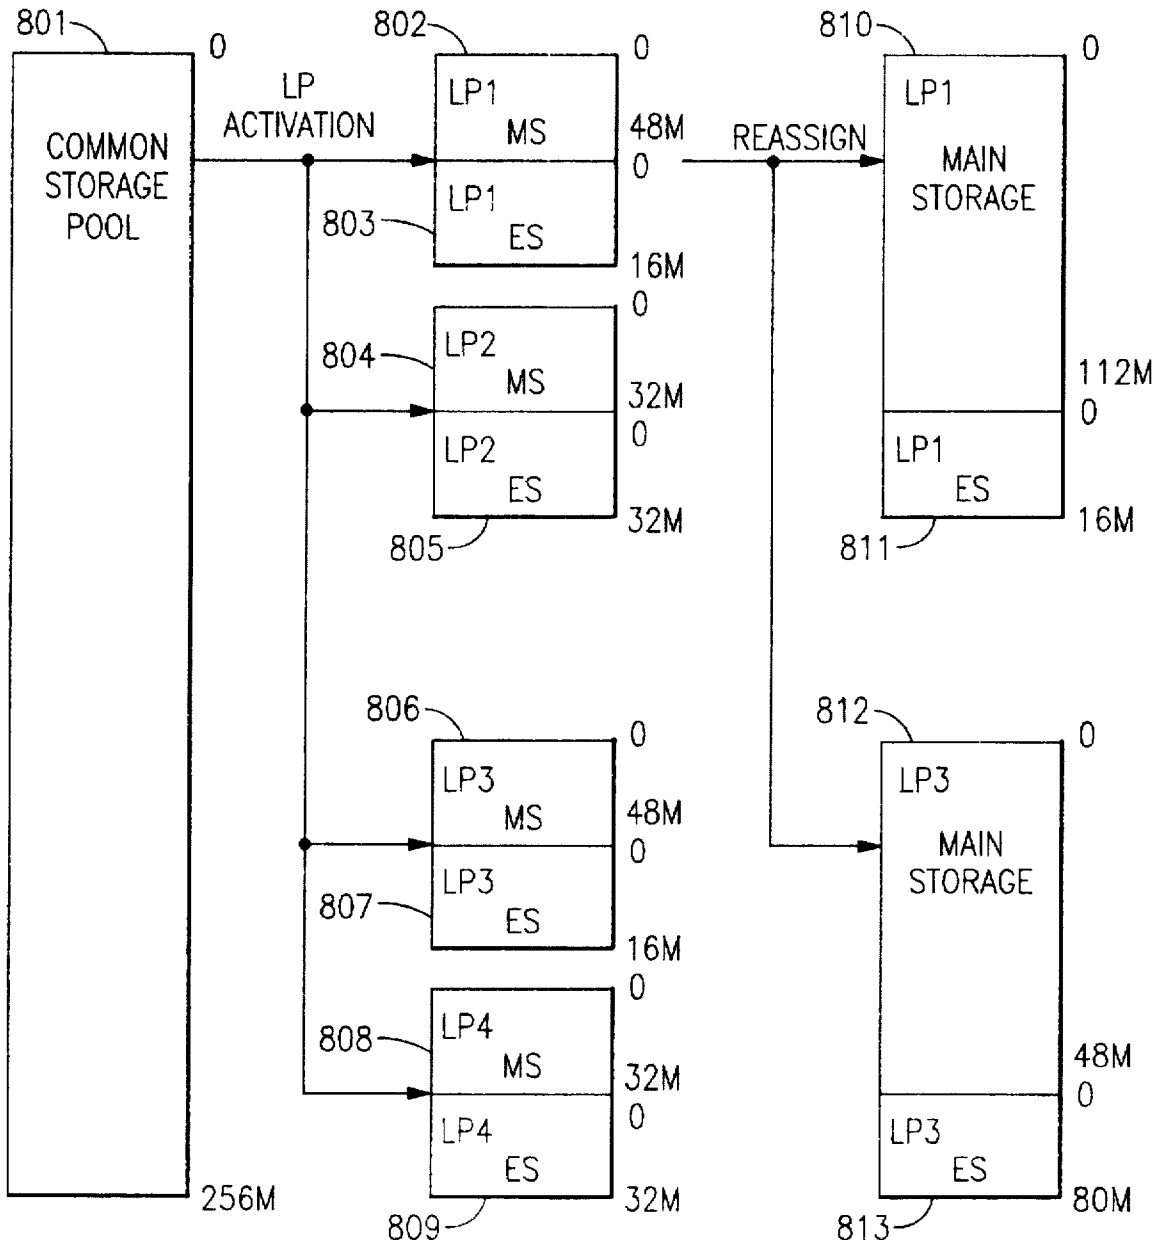 801
0
COMMON
STORAGE
POOL
256M
LP
ACTIVATION
802
0
LP1
MS
48M
0
LP1
803
ES
16M
0
804
LP2
MS
32M
0
LP2
ES
32M
805
806
0
LP3
MS
48M
0
LP3
807
ES
16M
0
LP4
808
MS
32M
0
LP4
ES
32M
809
REASSIGN
810
0
LP1
MAIN
STORAGE
112M
0
LP1
ES
16M
811
812
0
LP3
MAIN
STORAGE
48M
0
LP3
ES
80M
813